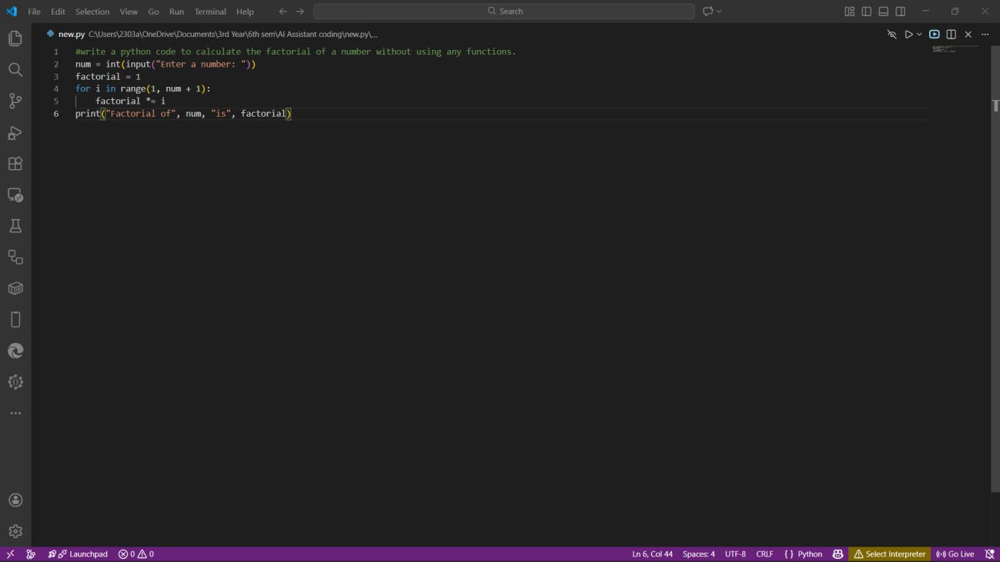 File Edit Selection View Go Run Terminal Help Search
new.py C:\Users\2303a\OneDrive\Documents\3rd Year\6th sem\AI Assistant coding\new.py\...
1 #write a python code to calculate the factorial of a number without using any functions.
2 num = int(input("Enter a number: "))
3 factorial = 1
4 for i in range(1, num + 1):
5     factorial *= i
6 print("Factorial of", num, "is", factorial)
Launchpad 0 0 Ln 6, Col 44 Spaces: 4 UTF-8 CRLF { } Python Select Interpreter Go Live